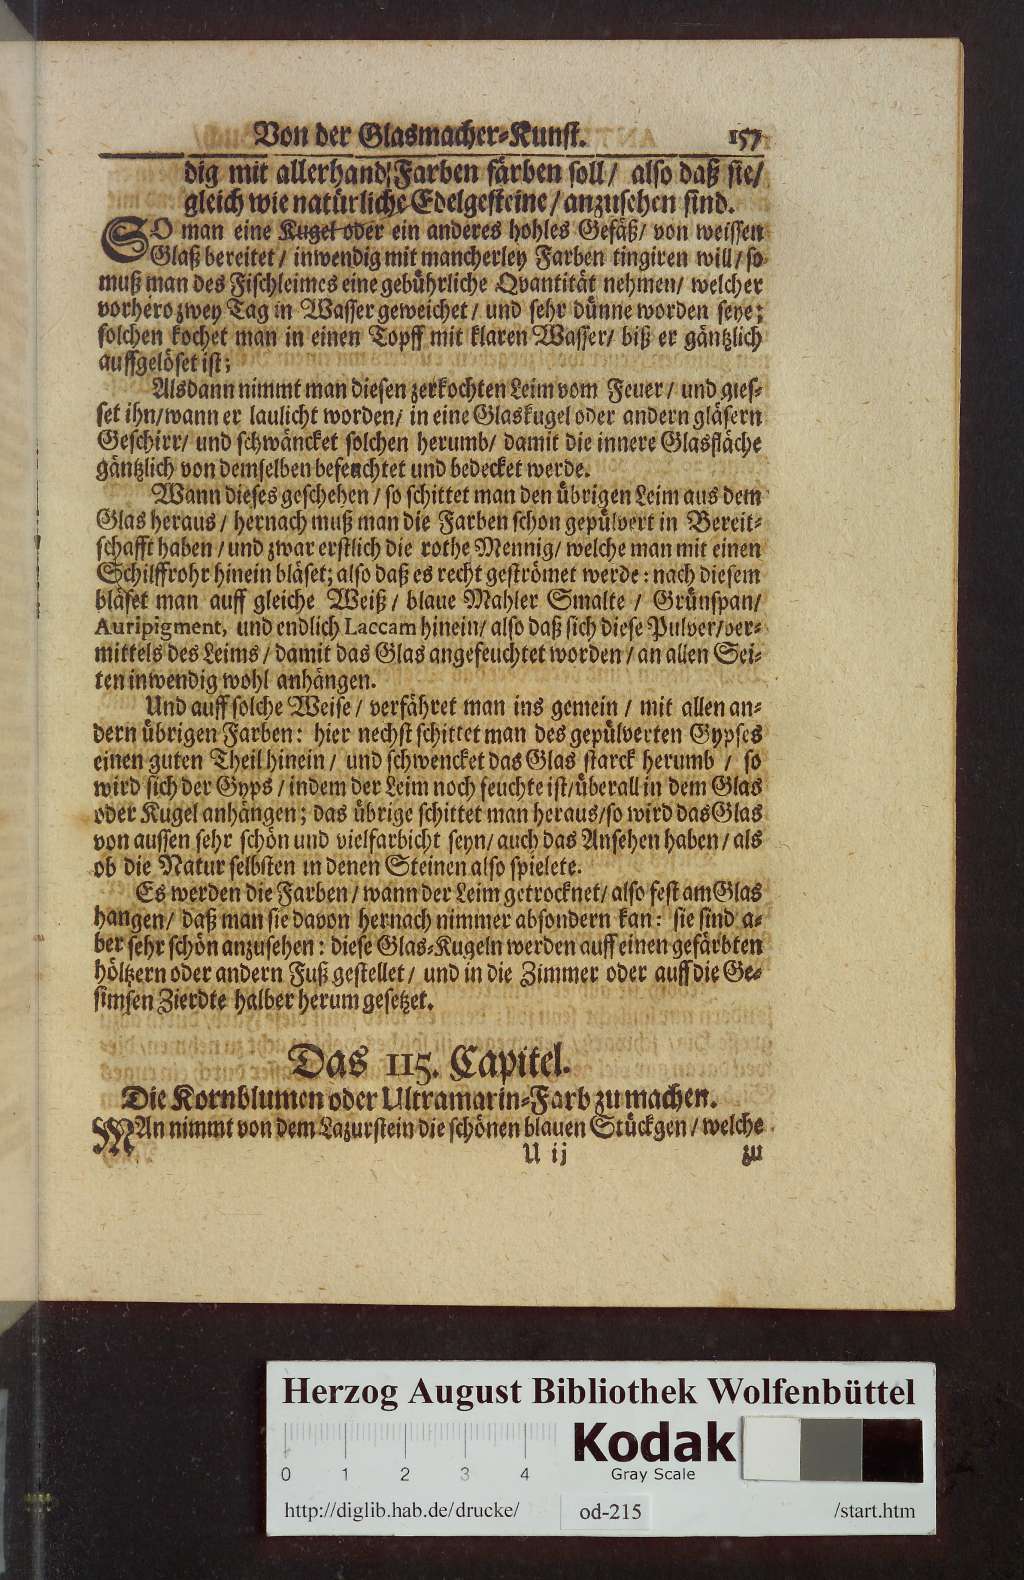 Von der Glasmacher-Kunst. 157
dig mit allerhand Farben färben soll / also daß sie /
gleich wie natürliche Edelgesteine / anzusehen sind.
SO man eine Kugel oder ein anderes hohles Gefäß / von weissen
Glaß bereitet / inwendig mit mancherley Farben tingiren will / so
muß man des Fischleimes eine gebührliche Qvantität nehmen / welcher
vorhero zwey Tag in Wasser geweichet / und sehr dünne worden seye;
solchen kochet man in einen Topff mit klaren Wasser / biß er gäntzlich
auffgelöset ist;
Alsdann nimmt man diesen zerkochten Leim vom Feuer / und gies-
set ihn / wann er laulicht worden / in eine Glaskugel oder andern gläsern
Geschirr / und schwäncket solchen herumb / damit die innere Glasfläche
gäntzlich von demselben befeuchtet und bedecket werde.
Wann dieses geschehen / so schittet man den übrigen Leim aus dem
Glas heraus / hernach muß man die Farben schon gepülvert in Bereit-
schafft haben / und zwar erstlich die rothe Mennig / welche man mit einen
Schilffrohr hinein bläset; also daß es recht geströmet werde: nach diesem
bläset man auff gleiche Weiß / blaue Mahler Smalte / Grünspan /
Auripigment, und endlich Laccam hinein / also daß sich diese Pulver / ver-
mittels des Leims / damit das Glas angefeuchtet worden / an allen Sei-
ten inwendig wohl anhängen.
Und auff solche Weise / verfähret man ins gemein / mit allen an-
dern übrigen Farben: hier nechst schittet man des gepülverten Gypses
einen guten Theil hinein / und schwencket das Glas starck herumb / so
wird sich der Gyps / indem der Leim noch feuchte ist / überall in dem Glas
oder Kugel anhängen; das übrige schittet man heraus / so wird das Glas
von aussen sehr schön und vielfarbicht seyn / auch das Ansehen haben / als
ob die Natur selbsten in denen Steinen also spielete.
Es werden die Farben / wann der Leim getrocknet / also fest am Glas
hangen / daß man sie davon hernach nimmer absondern kan: sie sind a-
ber sehr schön anzusehen: diese Glas-Kugeln werden auff einen gefärbten
höltzern oder andern Fuß gestellet / und in die Zimmer oder auff die Ge-
simsen Zierdte halber herum gesetzet.
Das 115. Capitel.
Die Kornblumen oder Ultramarin-Farb zu machen.
MAn nimmt von dem Lazurstein die schönen blauen Stückgen / welche
U ij zu
Herzog August Bibliothek Wolfenbüttel
Kodak
Gray Scale
0 1 2 3 4
http://diglib.hab.de/drucke/ od-215 /start.htm